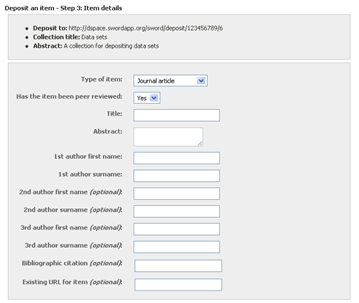 Deposit an item - Step 3: Item details
Deposit to: http://dspace.swordapp.org/sword/deposit/123456789/6
Collection title: Data sets
Abstract: A collection for depositing data sets
Type of item: Journal article
Has the item been peer reviewed: Yes
Title:
Abstract:
1st author first name:
1st author surname:
2nd author first name (optional):
2nd author surname (optional):
3rd author first name (optional):
3rd author surname (optional):
Bibliographic citation (optional):
Existing URL for item (optional):